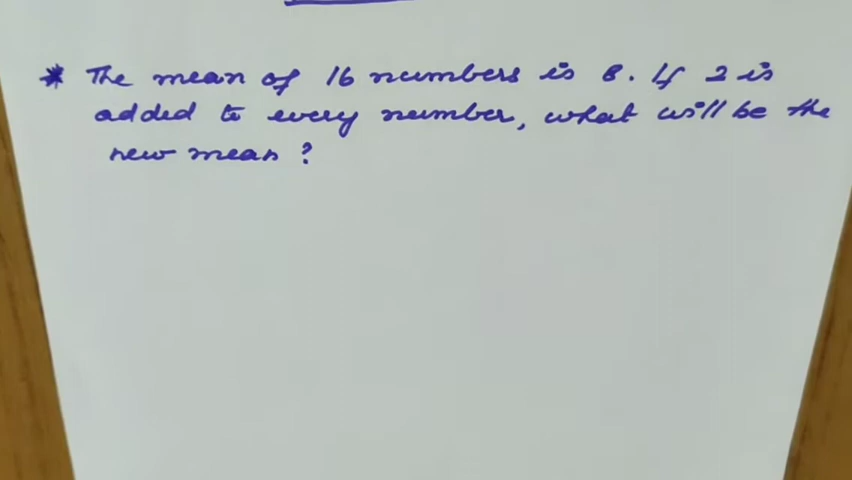 * The mean of 16 numbers is 8. If 2 is
added to every number, what will be the
new mean?